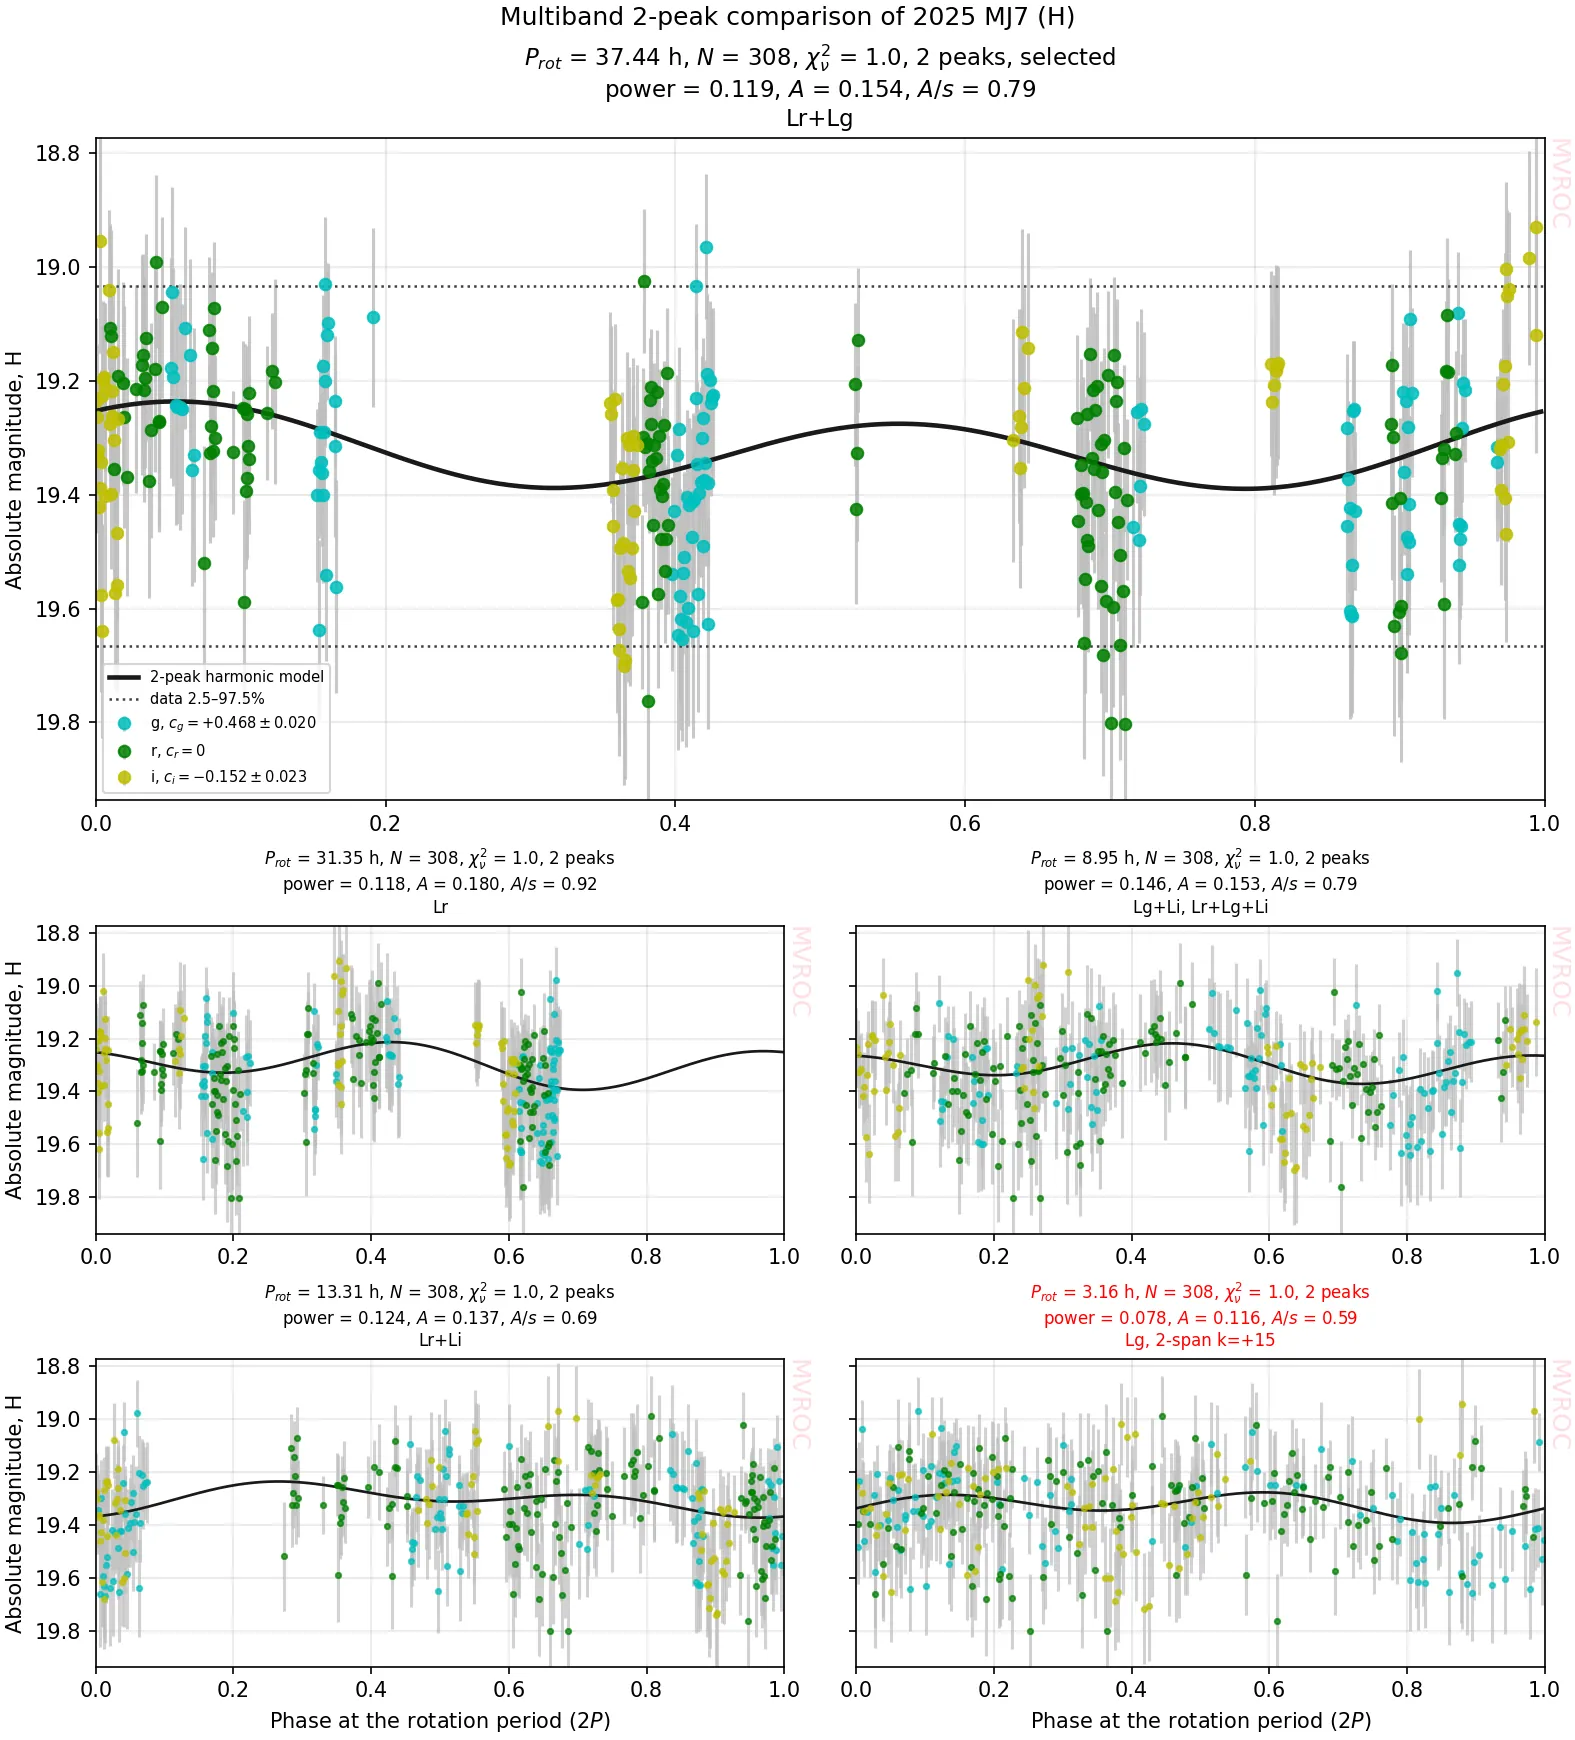 Multiband 2-peak comparison of 2025 MJ7 (H)
P_rot = 37.44 h, N = 308, χ²_ν = 1.0, 2 peaks, selected
power = 0.119, A = 0.154, A/s = 0.79
Lr+Lg
18.8
19.0
19.2
19.4
19.6
19.8
Absolute magnitude, H
2-peak harmonic model
data 2.5–97.5%
g, c_g = +0.468 ± 0.020
r, c_r = 0
i, c_i = −0.152 ± 0.023
0.0 0.2 0.4 0.6 0.8 1.0
MVROC
P_rot = 31.35 h, N = 308, χ²_ν = 1.0, 2 peaks
power = 0.118, A = 0.180, A/s = 0.92
Lr
18.8
19.0
19.2
19.4
19.6
19.8
Absolute magnitude, H
0.0 0.2 0.4 0.6 0.8 1.0
MVROC
P_rot = 8.95 h, N = 308, χ²_ν = 1.0, 2 peaks
power = 0.146, A = 0.153, A/s = 0.79
Lg+Li, Lr+Lg+Li
0.0 0.2 0.4 0.6 0.8 1.0
MVROC
P_rot = 13.31 h, N = 308, χ²_ν = 1.0, 2 peaks
power = 0.124, A = 0.137, A/s = 0.69
Lr+Li
18.8
19.0
19.2
19.4
19.6
19.8
Absolute magnitude, H
0.0 0.2 0.4 0.6 0.8 1.0
Phase at the rotation period (2P)
MVROC
P_rot = 3.16 h, N = 308, χ²_ν = 1.0, 2 peaks
power = 0.078, A = 0.116, A/s = 0.59
Lg, 2-span k=+15
0.0 0.2 0.4 0.6 0.8 1.0
Phase at the rotation period (2P)
MVROC